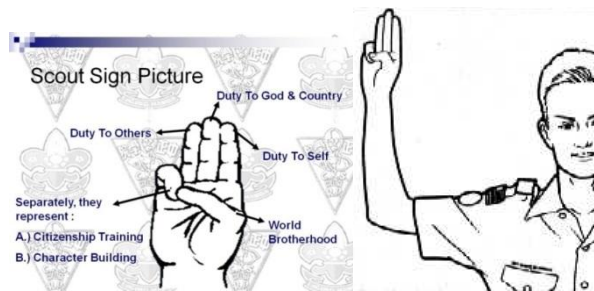 Scout Sign Picture
Duty To God & Country
Duty To Others
Duty To Self
Separately, they
represent :
A.) Citizenship Training
B.) Character Building
World
Brotherhood